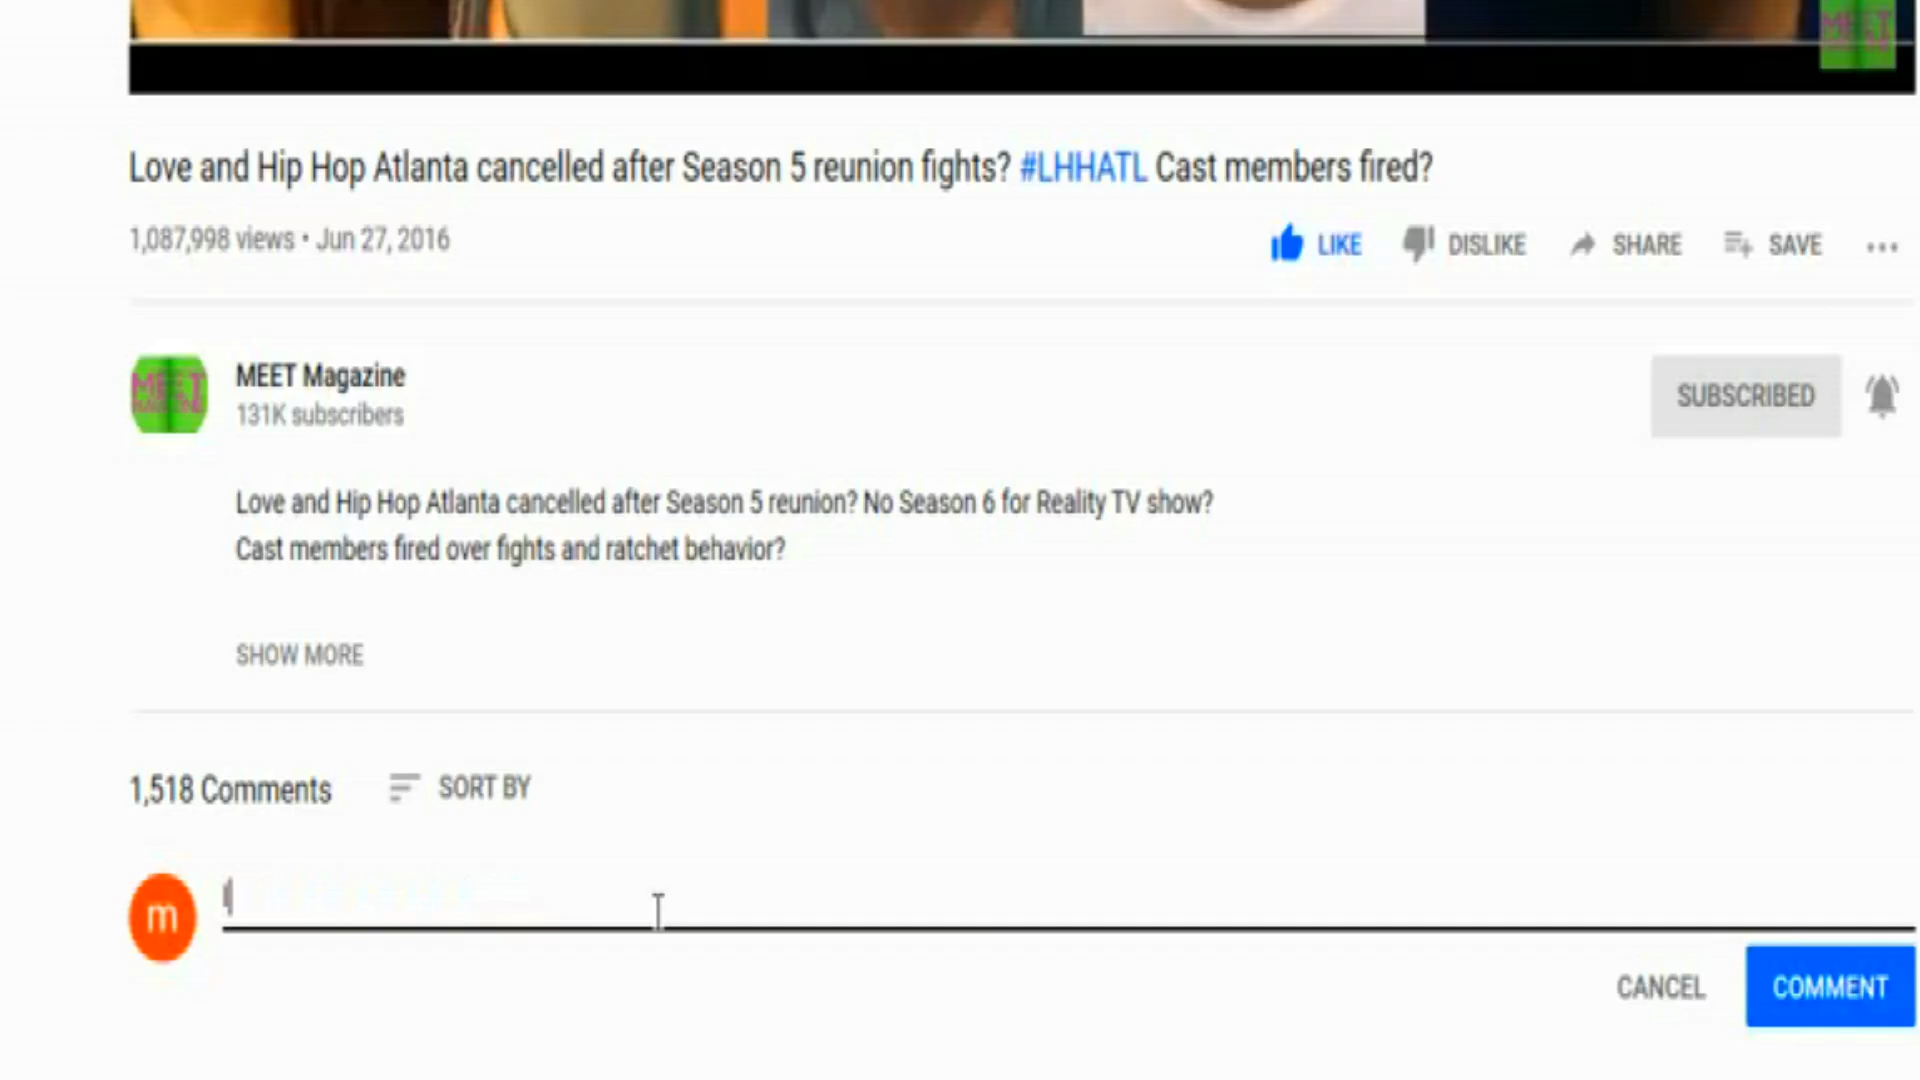 MEET
Love and Hip Hop Atlanta cancelled after Season 5 reunion fights? #LHHATL Cast members fired?
1,087,998 views • Jun 27, 2016
LIKE DISLIKE SHARE SAVE ...
MEET
MEET Magazine
131K subscribers
SUBSCRIBED
Love and Hip Hop Atlanta cancelled after Season 5 reunion? No Season 6 for Reality TV show?
Cast members fired over fights and ratchet behavior?
SHOW MORE
1,518 Comments SORT BY
m
CANCEL COMMENT